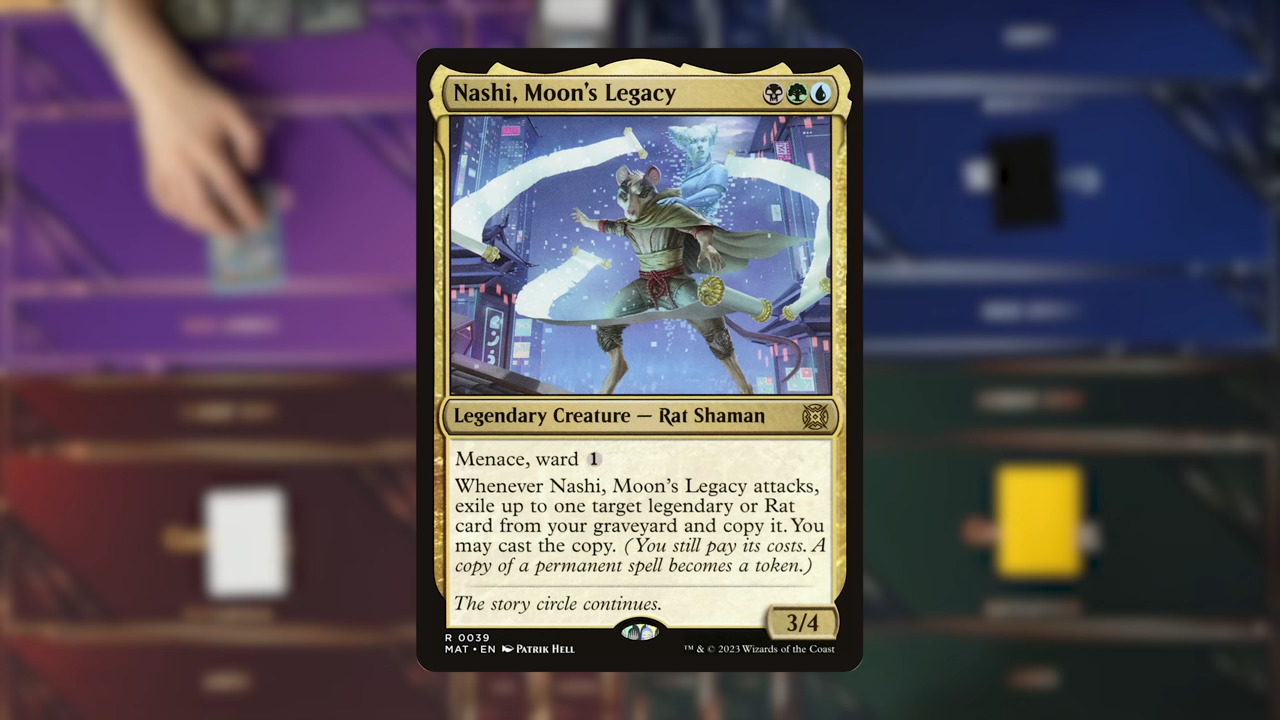 Nashi, Moon's Legacy
Legendary Creature — Rat Shaman
Menace, ward 1
Whenever Nashi, Moon's Legacy attacks,
exile up to one target legendary or Rat
card from your graveyard and copy it. You
may cast the copy. (You still pay its costs. A
copy of a permanent spell becomes a token.)
The story circle continues.
3/4
R 0039
MAT • EN PATRIK HELL
™ & © 2023 Wizards of the Coast